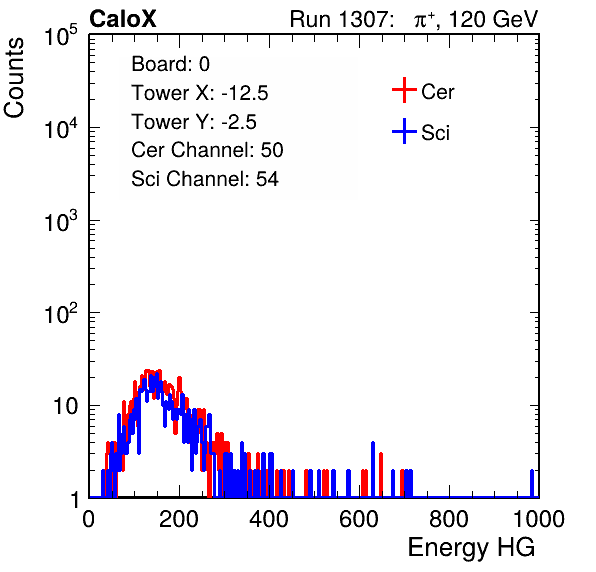 CaloX Run 1307: π⁺, 120 GeV
Counts
Board: 0
Tower X: -12.5
Tower Y: -2.5
Cer Channel: 50
Sci Channel: 54
Cer
Sci
10⁵
10⁴
10³
10²
10
1
0 200 400 600 800 1000
Energy HG